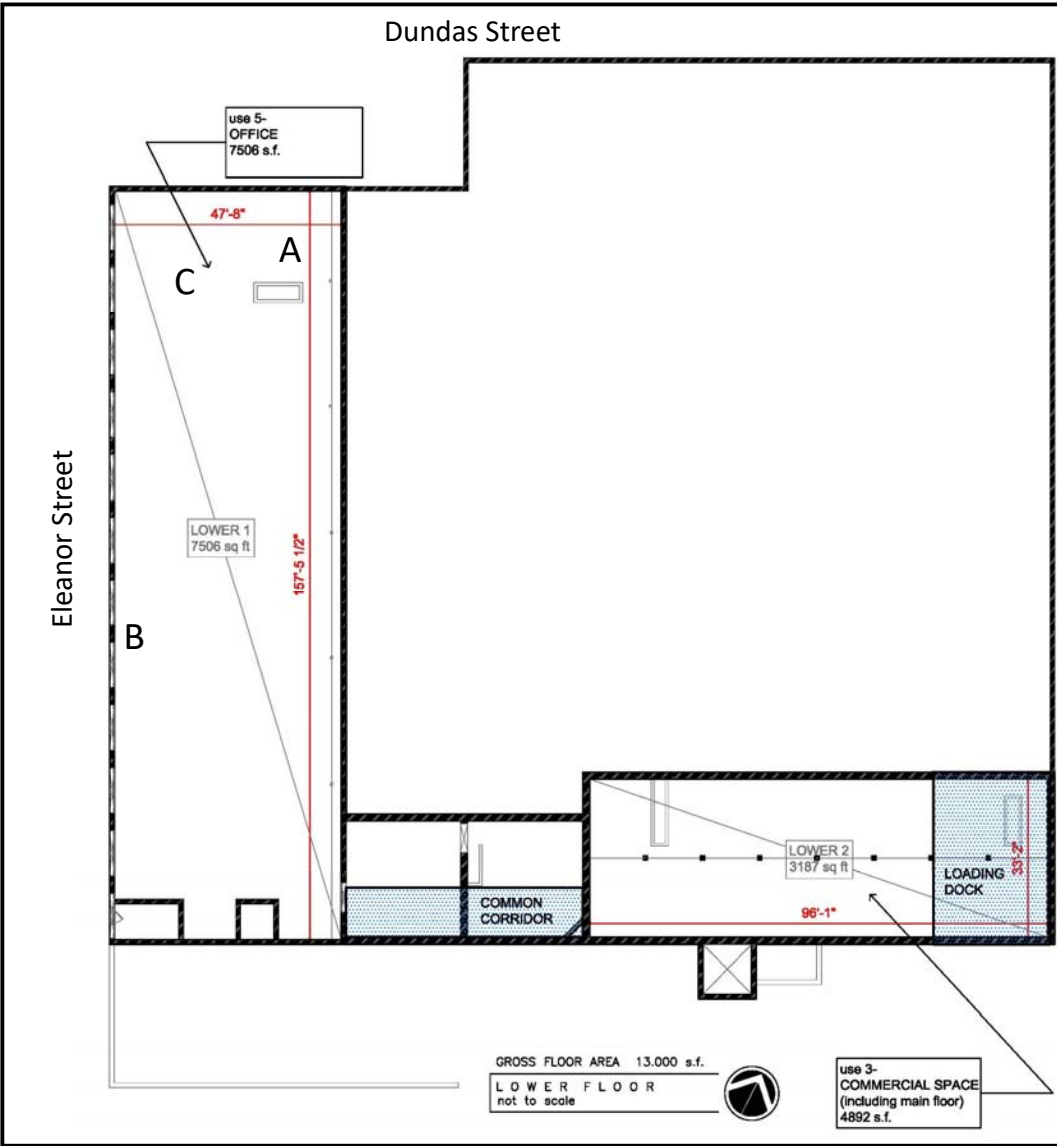 Dundas Street
use 5-
OFFICE
7506 s.f.
47'-8"
A
C
Eleanor Street
LOWER 1
7506 sq ft
157'-5 1/2"
B
LOWER 2
3187 sq ft
33'-2"
LOADING
DOCK
COMMON
CORRIDOR
96'-1"
GROSS FLOOR AREA 13.000 s.f.
LOWER FLOOR
not to scale
use 3-
COMMERCIAL SPACE
(including main floor)
4892 s.f.